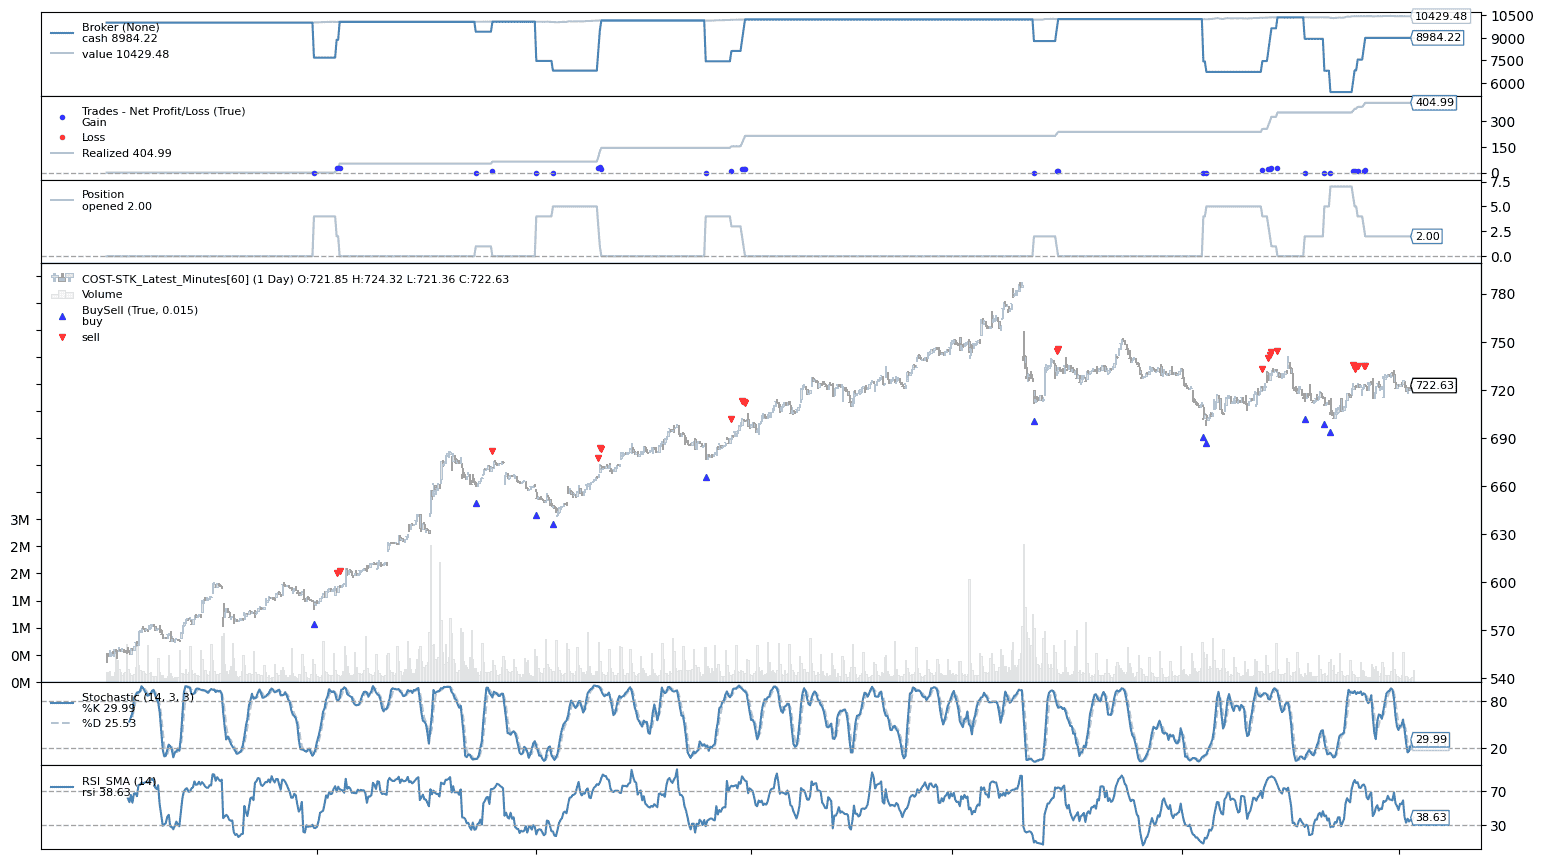 Broker (None)
cash 8984.22
value 10429.48
10429.48
8984.22
10500
9000
7500
6000
Trades - Net Profit/Loss (True)
Gain
Loss
Realized 404.99
404.99
300
150
0
Position
opened 2.00
7.5
5.0
2.5
0.0
2.00
COST-STK_Latest_Minutes[60] (1 Day) O:721.85 H:724.32 L:721.36 C:722.63
Volume
BuySell (True, 0.015)
buy
sell
780
750
720
690
660
630
600
570
540
722.63
3M
2M
2M
1M
1M
0M
0M
Stochastic (14, 3, 3)
%K 29.99
%D 25.53
80
20
29.99
RSI_SMA (14)
rsi 38.63
70
30
38.63